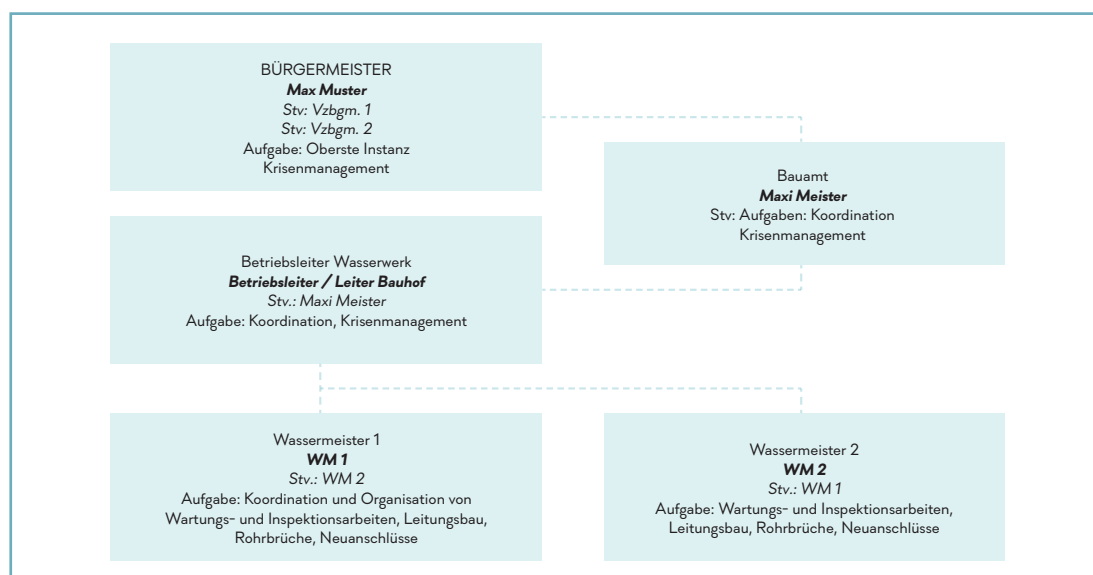 BÜRGERMEISTER
Max Muster
Stv: Vzbgm. 1
Stv: Vzbgm. 2
Aufgabe: Oberste Instanz
Krisenmanagement
Bauamt
Maxi Meister
Stv: Aufgaben: Koordination
Krisenmanagement
Betriebsleiter Wasserwerk
Betriebsleiter / Leiter Bauhof
Stv.: Maxi Meister
Aufgabe: Koordination, Krisenmanagement
Wassermeister 1
WM 1
Stv.: WM 2
Aufgabe: Koordination und Organisation von
Wartungs- und Inspektionsarbeiten, Leitungsbau,
Rohrbrüche, Neuanschlüsse
Wassermeister 2
WM 2
Stv.: WM 1
Aufgabe: Wartungs- und Inspektionsarbeiten,
Leitungsbau, Rohrbrüche, Neuanschlüsse